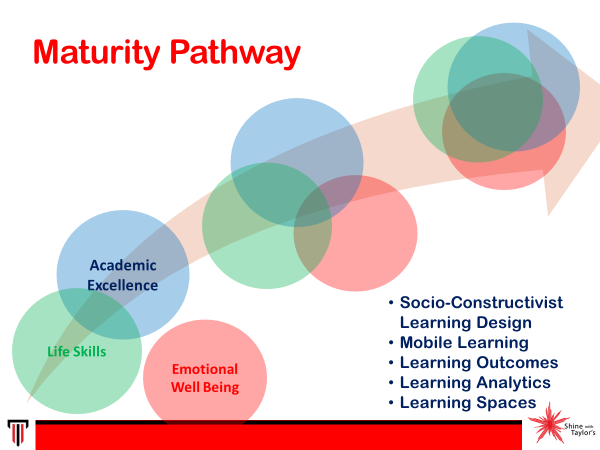 Maturity Pathway
Academic
Excellence
Life Skills
Emotional
Well Being
• Socio-Constructivist
Learning Design
• Mobile Learning
• Learning Outcomes
• Learning Analytics
• Learning Spaces
Shine with
Taylor's